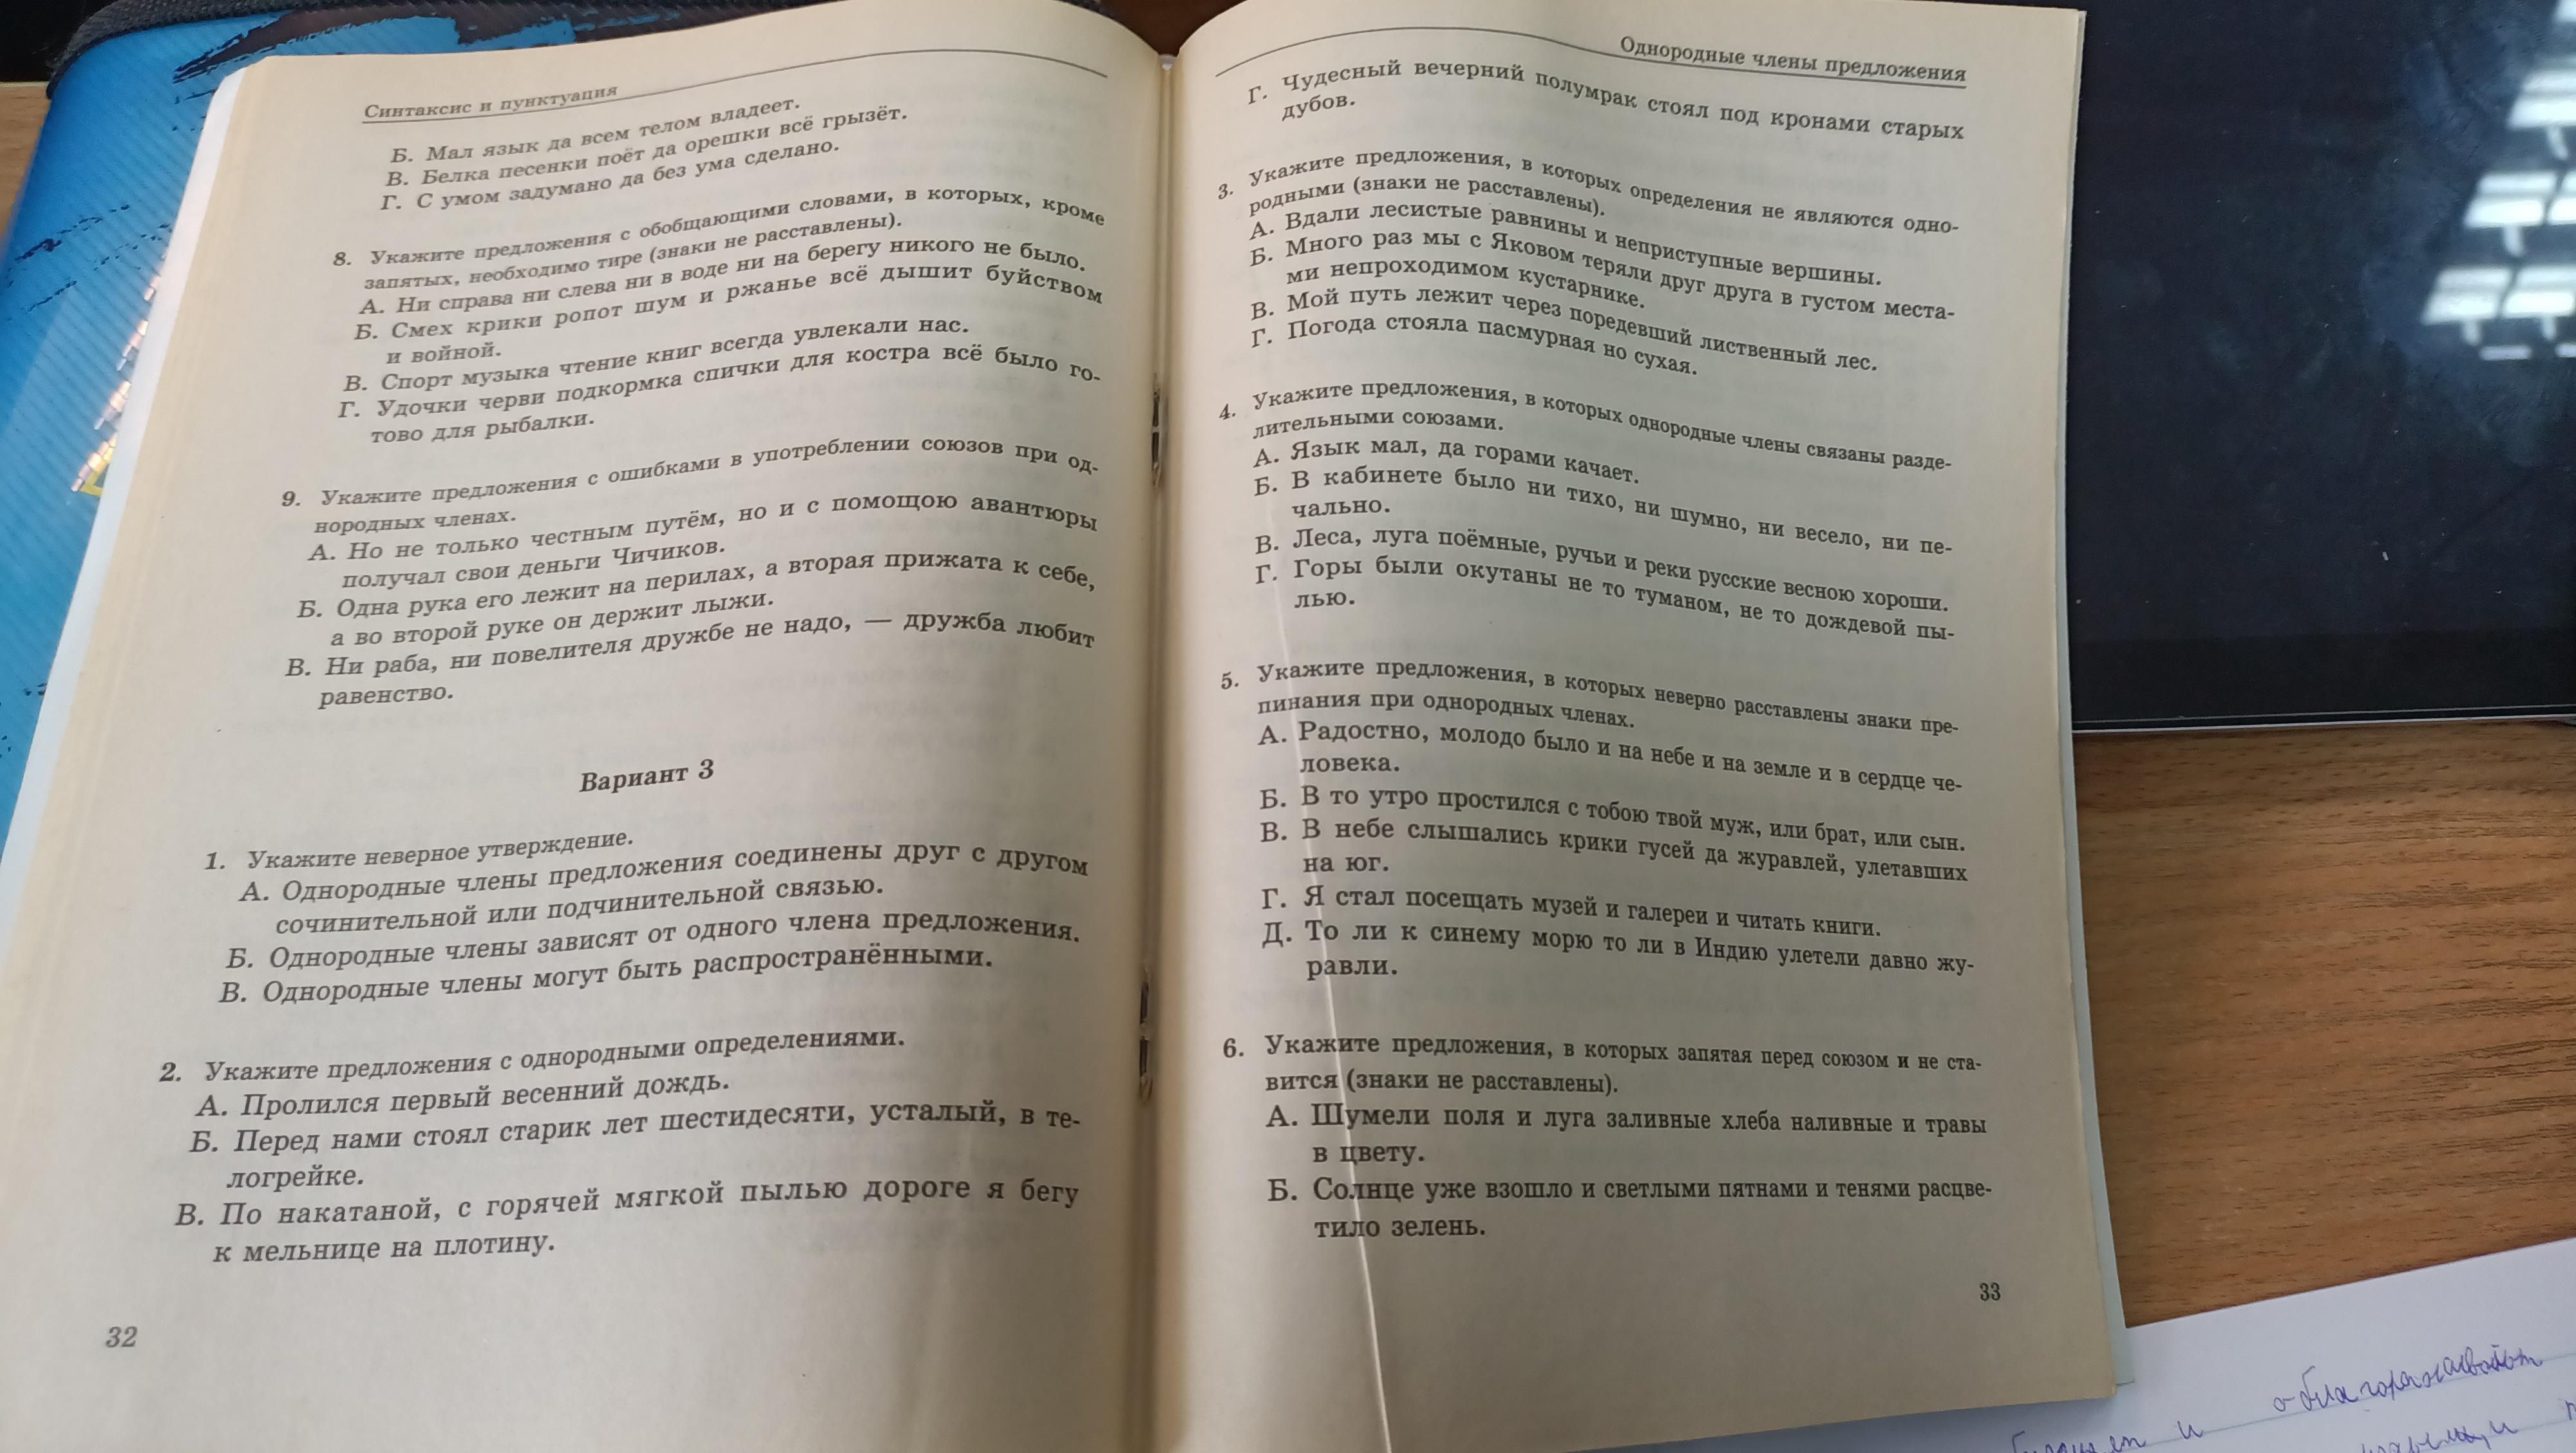 Синтаксис и пунктуация
Б. Мал язык да всем телом владеет.
В. Белка песенки поёт да орешки всё грызёт.
Г. С умом задумано да без ума сделано.
8. Укажите предложения с обобщающими словами, в которых, кроме
запятых, необходимо тире (знаки не расставлены).
А. Ни справа ни слева ни в воде ни на берегу никого не было.
Б. Смех крики ропот шум и ржанье всё дышит буйством
и войной.
В. Спорт музыка чтение книг всегда увлекали нас.
Г. Удочки черви подкормка спички для костра всё было го-
тово для рыбалки.
9. Укажите предложения с ошибками в употреблении союзов при од-
нородных членах.
А. Но не только честным путём, но и с помощою авантюры
получал свои деньги Чичиков.
Б. Одна рука его лежит на перилах, а вторая прижата к себе,
а во второй руке он держит лыжи.
В. Ни раба, ни повелителя дружбе не надо, — дружба любит
равенство.
Вариант 3
1. Укажите неверное утверждение.
А. Однородные члены предложения соединены друг с другом
сочинительной или подчинительной связью.
Б. Однородные члены зависят от одного члена предложения.
В. Однородные члены могут быть распространёнными.
2. Укажите предложения с однородными определениями.
А. Пролился первый весенний дождь.
Б. Перед нами стоял старик лет шестидесяти, усталый, в те-
логрейке.
В. По накатаной, с горячей мягкой пылью дороге я бегу
к мельнице на плотину.
32
Однородные члены предложения
Г. Чудесный вечерний полумрак стоял под кронами старых
дубов.
3. Укажите предложения, в которых определения не являются одно-
родными (знаки не расставлены).
А. Вдали лесистые равнины и неприступные вершины.
Б. Много раз мы с Яковом теряли друг друга в густом места-
ми непроходимом кустарнике.
В. Мой путь лежит через поредевший лиственный лес.
Г. Погода стояла пасмурная но сухая.
4. Укажите предложения, в которых однородные члены связаны разде-
лительными союзами.
А. Язык мал, да горами качает.
Б. В кабинете было ни тихо, ни шумно, ни весело, ни пе-
чально.
В. Леса, луга поёмные, ручьи и реки русские весною хороши.
Г. Горы были окутаны не то туманом, не то дождевой пы-
лью.
5. Укажите предложения, в которых неверно расставлены знаки пре-
пинания при однородных членах.
А. Радостно, молодо было и на небе и на земле и в сердце че-
ловека.
Б. В то утро простился с тобою твой муж, или брат, или сын.
В. В небе слышались крики гусей да журавлей, улетавших
на юг.
Г. Я стал посещать музей и галереи и читать книги.
Д. То ли к синему морю то ли в Индию улетели давно жу-
равли.
6. Укажите предложения, в которых запятая перед союзом и не ста-
вится (знаки не расставлены).
А. Шумели поля и луга заливные хлеба наливные и травы
в цвету.
Б. Солнце уже взошло и светлыми пятнами и тенями расцве-
тило зелень.
33
облагораживают
и